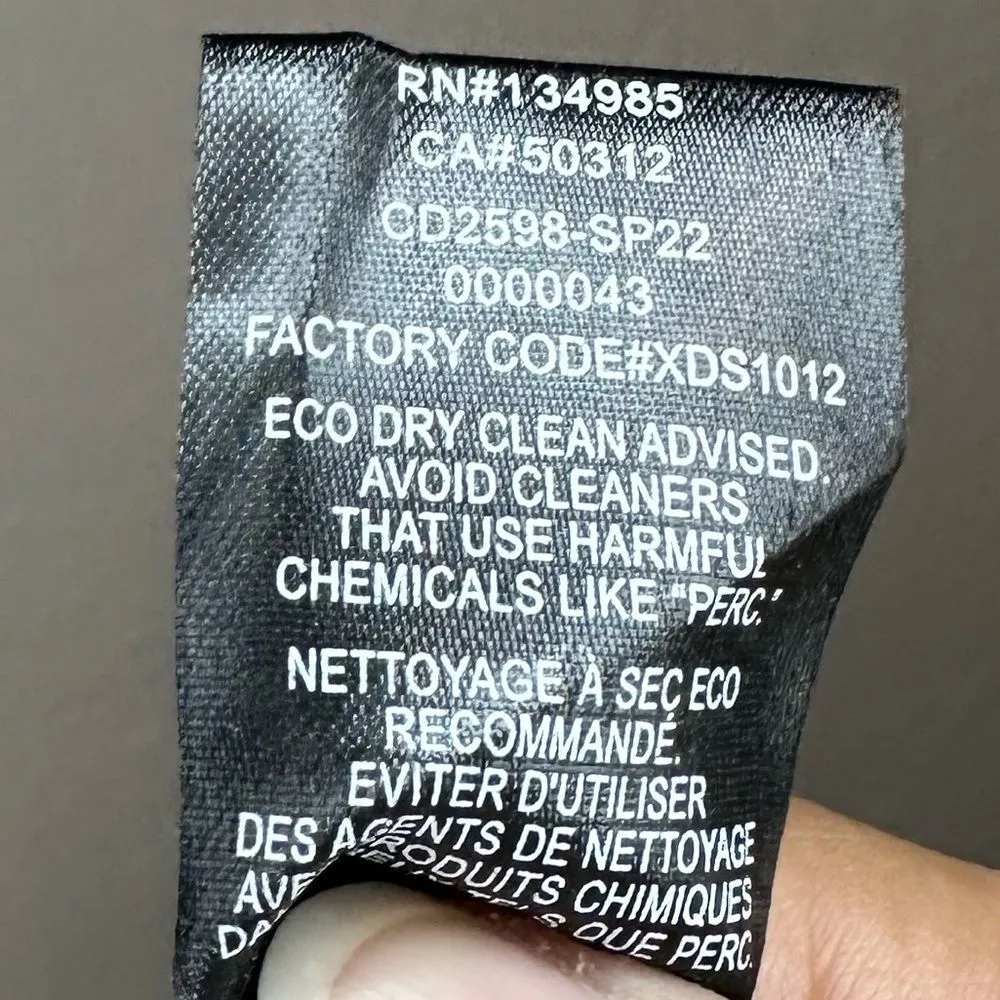 RN#134985
CA#50312
CD2598-SP22
0000043
FACTORY CODE#XDS1012
ECO DRY CLEAN ADVISED.
AVOID CLEANERS
THAT USE HARMFUL
CHEMICALS LIKE "PERC."
NETTOYAGE À SEC ECO
RECOMMANDÉ.
EVITER D'UTILISER
DES AGENTS DE NETTOYAGE
PRODUITS CHIMIQUES
QUE PERC.